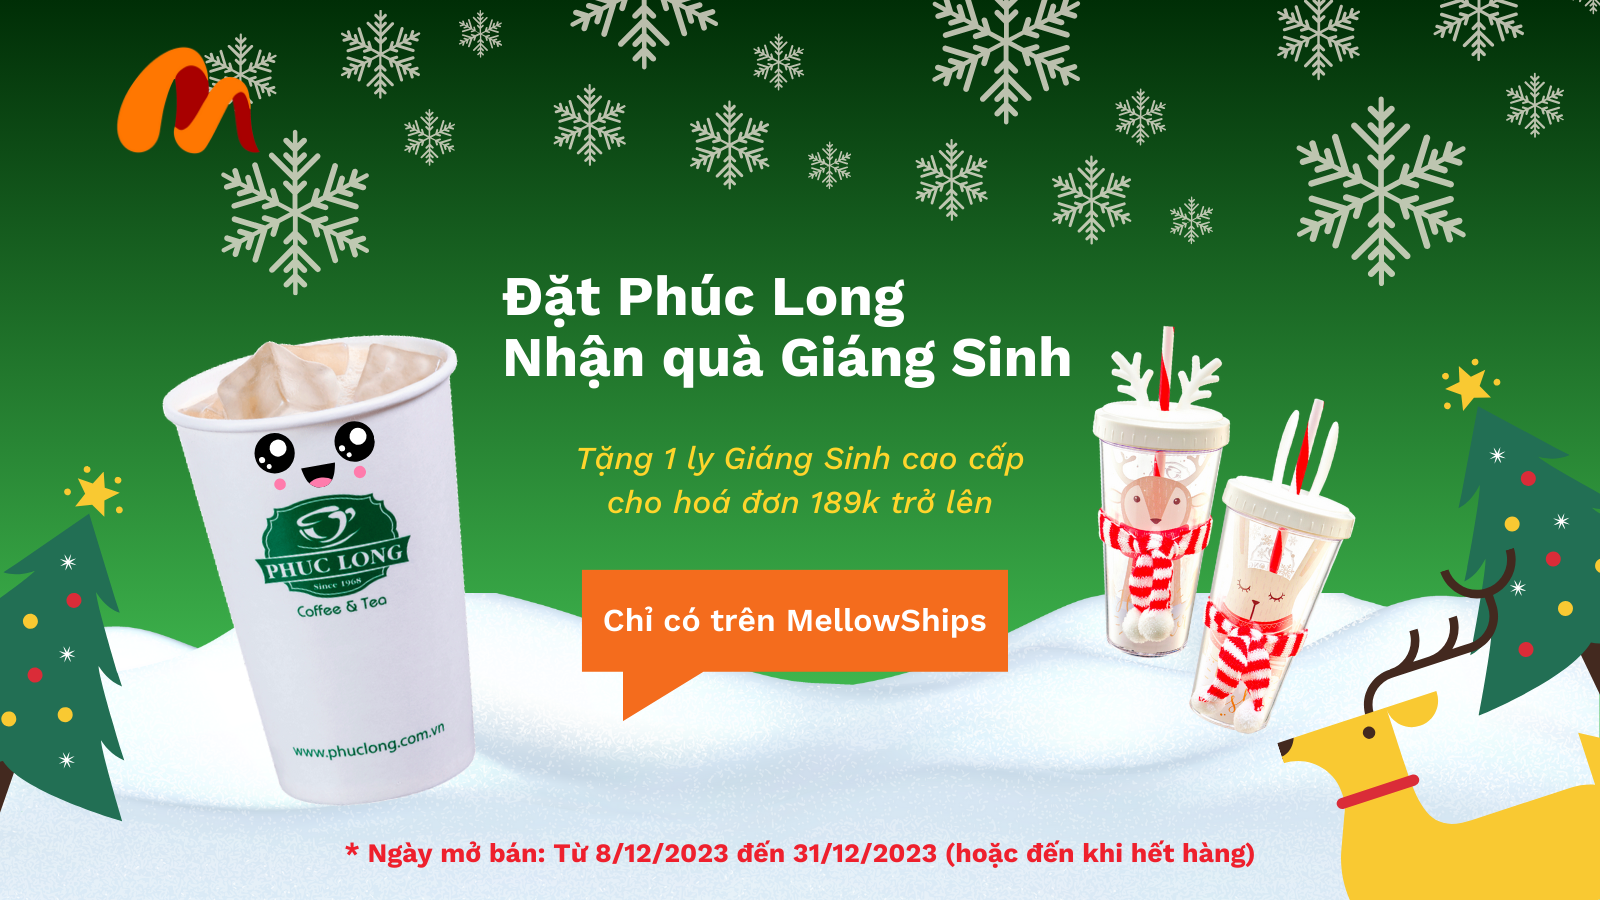 Đặt Phúc Long
Nhận quà Giáng Sinh
Tặng 1 ly Giáng Sinh cao cấp
cho hoá đơn 189k trở lên
Chỉ có trên MellowShips
PHUC LONG
Since 1968
Coffee & Tea
www.phuclong.com.vn
* Ngày mở bán: Từ 8/12/2023 đến 31/12/2023 (hoặc đến khi hết hàng)